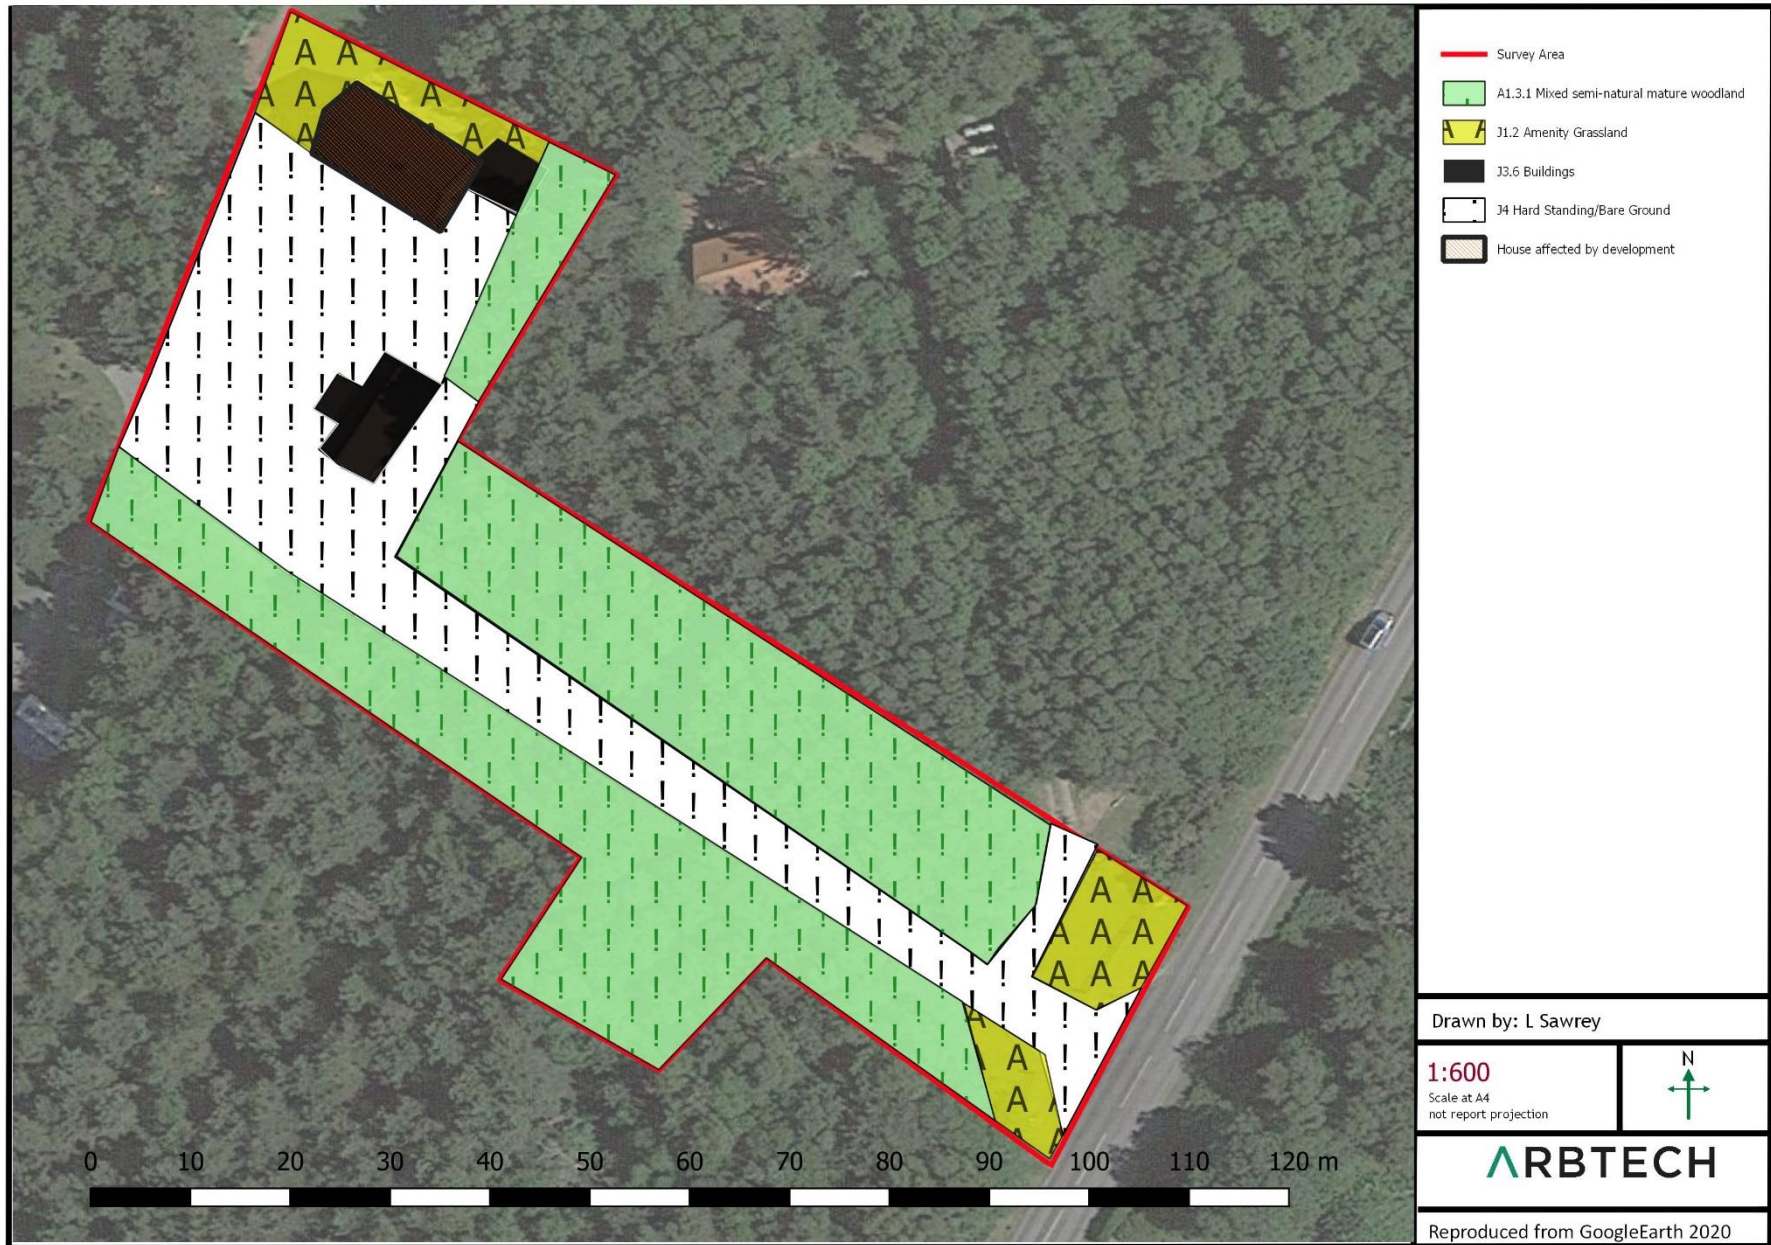 Survey Area
A1.3.1 Mixed semi-natural mature woodland
J1.2 Amenity Grassland
J3.6 Buildings
J4 Hard Standing/Bare Ground
House affected by development
0 10 20 30 40 50 60 70 80 90 100 110 120 m
Drawn by: L Sawrey
1:600
Scale at A4
not report projection
N
ARBTECH
Reproduced from GoogleEarth 2020